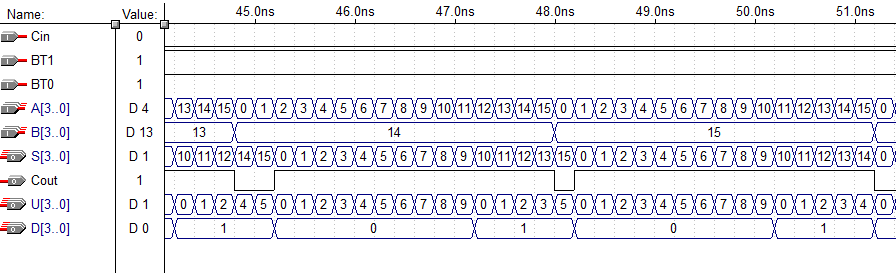 Name: Value: 45.0ns 46.0ns 47.0ns 48.0ns 49.0ns 50.0ns 51.0ns
Cin 0
BT1 1
BT0 1
A[3..0] D 4 13 14 15 0 1 2 3 4 5 6 7 8 9 10 11 12 13 14 15 0 1 2 3 4 5 6 7 8 9 10 11 12 13 14 15 0
B[3..0] D 13 13 14 15
S[3..0] D 1 10 11 12 14 15 0 1 2 3 4 5 6 7 8 9 10 11 12 13 15 0 1 2 3 4 5 6 7 8 9 10 11 12 13 14 0
Cout 1
U[3..0] D 1 0 1 2 4 5 0 1 2 3 4 5 6 7 8 9 0 1 2 3 5 0 1 2 3 4 5 6 7 8 9 0 1 2 3 4 0
D[3..0] D 0 1 0 1 0 1